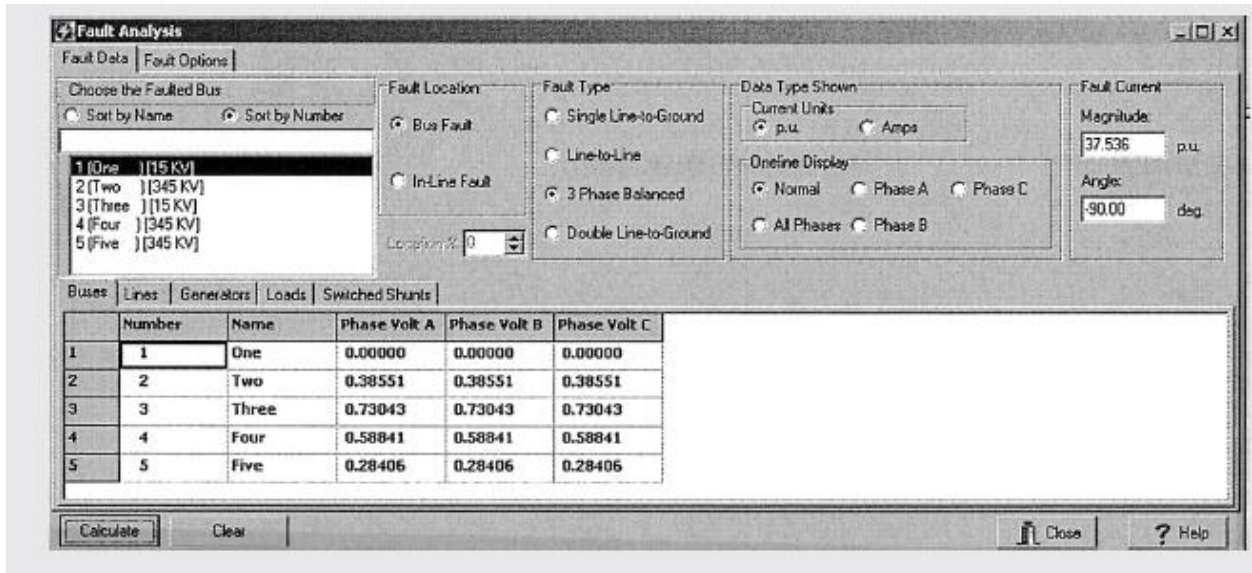 Fault Analysis
Fault Data Fault Options
Choose the Faulted Bus
Sort by Name Sort by Number
1 (One ) [15 KV]
2 (Two ) [345 KV]
3 (Three ) [15 KV]
4 (Four ) [345 KV]
5 (Five ) [345 KV]
Fault Location
Bus Fault
In-Line Fault
Location % 0
Fault Type
Single Line-to-Ground
Line-to-Line
3 Phase Balanced
Double Line-to-Ground
Data Type Shown
Current Units
p.u. Amps
Oneline Display
Normal Phase A Phase C
All Phases Phase B
Fault Current
Magnitude:
37.536 p.u.
Angle:
-90.00 deg.
Buses Lines Generators Loads Switched Shunts
Number Name Phase Volt A Phase Volt B Phase Volt C
1 1 One 0.00000 0.00000 0.00000
2 2 Two 0.38551 0.38551 0.38551
3 3 Three 0.73043 0.73043 0.73043
4 4 Four 0.58841 0.58841 0.58841
5 5 Five 0.28406 0.28406 0.28406
Calculate Clear Close ? Help